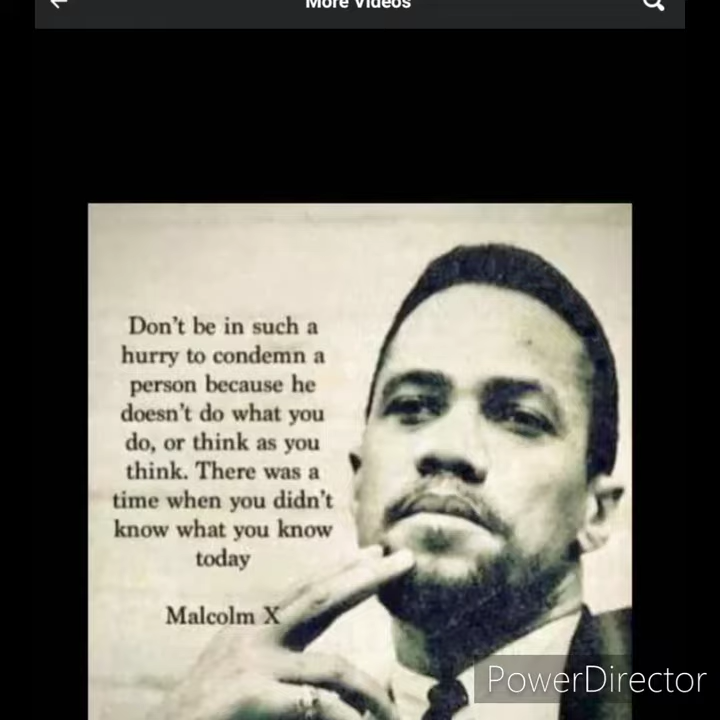 More Videos
Don't be in such a
hurry to condemn a
person because he
doesn't do what you
do, or think as you
think. There was a
time when you didn't
know what you know
today
Malcolm X
PowerDirector